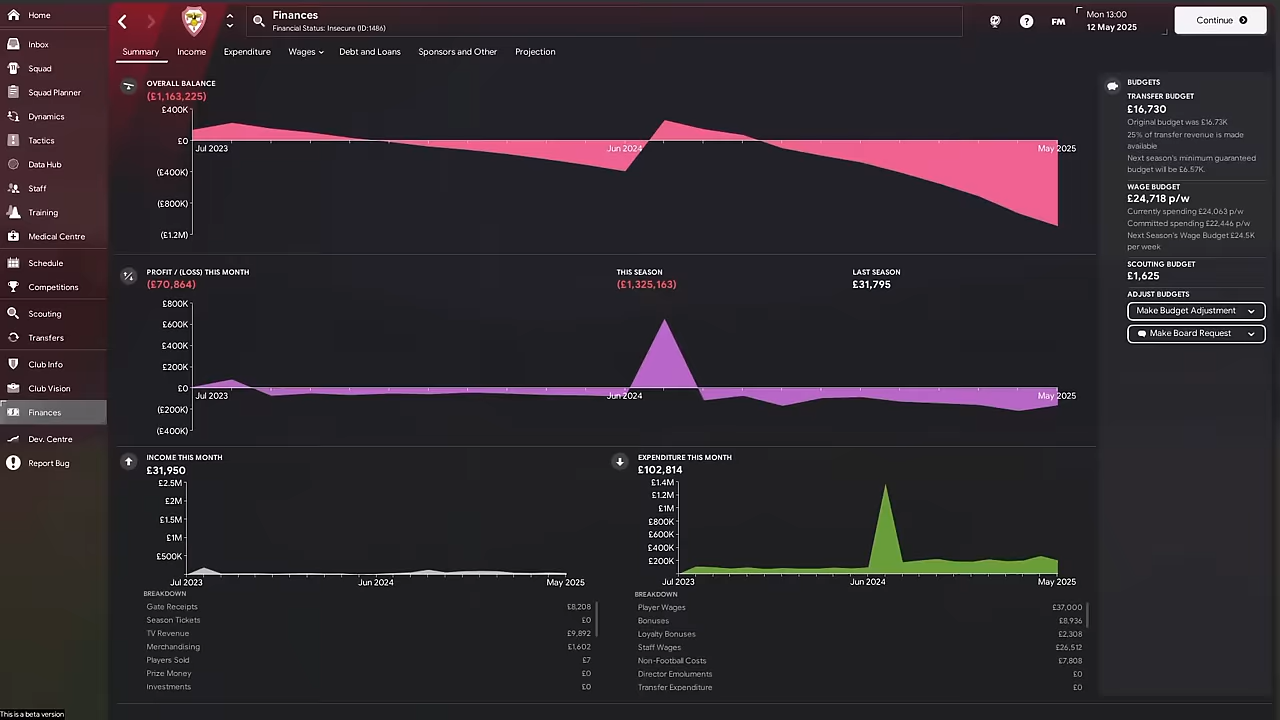 Home
Inbox
Squad
Squad Planner
Dynamics
Tactics
Data Hub
Staff
Training
Medical Centre
Schedule
Competitions
Scouting
Transfers
Club Info
Club Vision
Finances
Dev. Centre
Report Bug
This is a beta version
Finances
Financial Status: Insecure (ID:1486)
FM
Mon 13:00
12 May 2025
Continue
Summary
Income
Expenditure
Wages
Debt and Loans
Sponsors and Other
Projection
OVERALL BALANCE
(£1,163,225)
£400K
£0
(£400K)
(£800K)
(£1.2M)
Jul 2023
Jun 2024
May 2025
PROFIT / (LOSS) THIS MONTH
(£70,864)
THIS SEASON
(£1,325,163)
LAST SEASON
£31,795
£800K
£600K
£400K
£200K
£0
(£200K)
(£400K)
Jul 2023
Jun 2024
May 2025
INCOME THIS MONTH
£31,950
£2.5M
£2M
£1.5M
£1M
£500K
Jul 2023
Jun 2024
May 2025
BREAKDOWN
Gate Receipts £8,208
Season Tickets £0
TV Revenue £9,892
Merchandising £1,602
Players Sold £7
Prize Money £0
Investments £0
EXPENDITURE THIS MONTH
£102,814
£1.4M
£1.2M
£1M
£800K
£600K
£400K
£200K
Jul 2023
Jun 2024
May 2025
BREAKDOWN
Player Wages £37,000
Bonuses £8,936
Loyalty Bonuses £2,308
Staff Wages £26,512
Non-Football Costs £7,808
Director Emoluments £0
Transfer Expenditure £0
BUDGETS
TRANSFER BUDGET
£16,730
Original budget was £16.73K
25% of transfer revenue is made
available
Next season's minimum guaranteed
budget will be £6.57K.
WAGE BUDGET
£24,718 p/w
Currently spending £24,063 p/w
Committed spending £22,446 p/w
Next Season's Wage Budget £24.5K
per week
SCOUTING BUDGET
£1,625
ADJUST BUDGETS
Make Budget Adjustment
Make Board Request